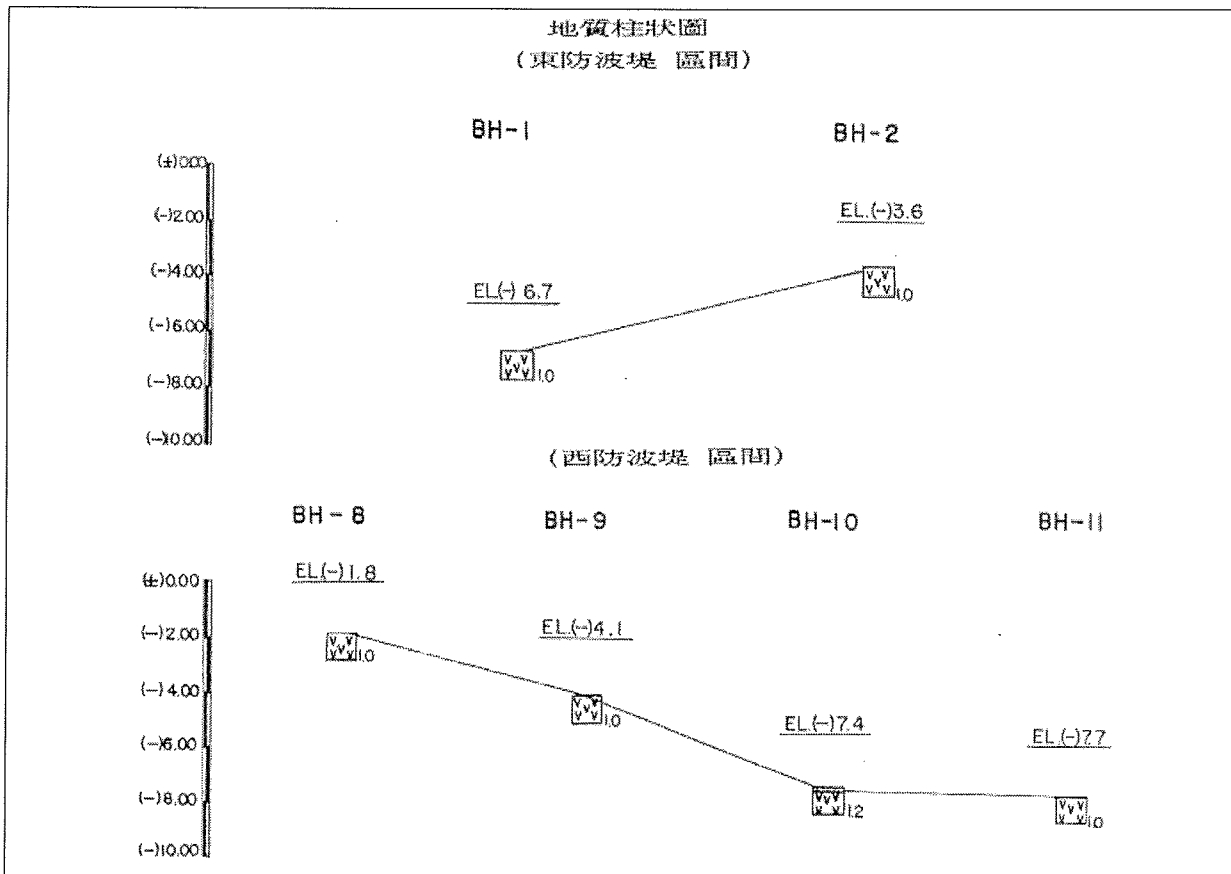 地質柱狀圖
(東防波堤 區間)
BH-1
BH-2
(±)0.00
(-)2.00
(-)4.00
(-)6.00
(-)8.00
(-)10.00
EL.(-)3.6
1.0
EL.(-)6.7
1.0
(西防波堤 區間)
BH-8
BH-9
BH-10
BH-11
(±)0.00
(-)2.00
(-)4.00
(-)6.00
(-)8.00
(-)10.00
EL.(-)1.8
1.0
EL.(-)4.1
1.0
EL.(-)7.4
1.2
EL.(-)7.7
1.0